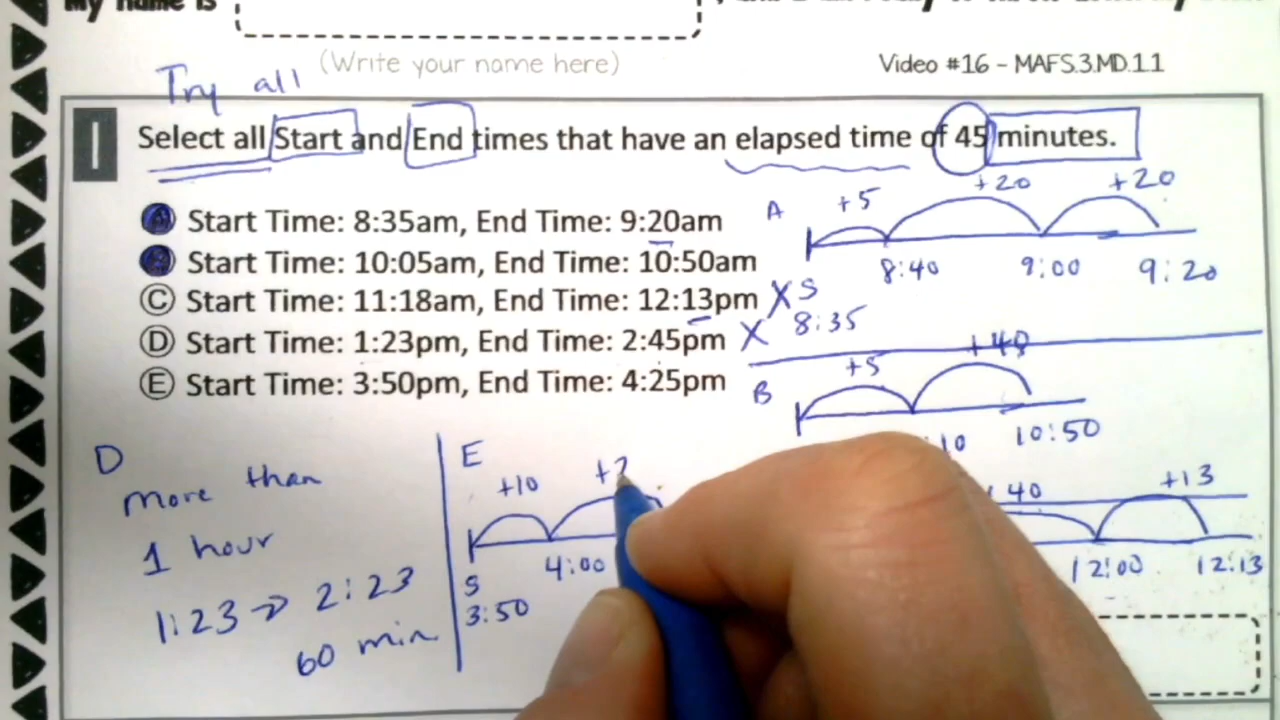 My name is
(Write your name here)
Video #16 – MAFS.3.MD.1.1
Try all
1
Select all Start and End times that have an elapsed time of 45 minutes.
Start Time: 8:35am, End Time: 9:20am
Start Time: 10:05am, End Time: 10:50am
C Start Time: 11:18am, End Time: 12:13pm X
D Start Time: 1:23pm, End Time: 2:45pm X
E Start Time: 3:50pm, End Time: 4:25pm
A +5 +20 +20
8:40 9:00 9:20
S
8:35
B +5 +40
:10 10:50
40 +13
12:00 12:13
D
more than
1 hour
1:23 → 2:23
60 min
E
+10 +2
4:00
S
3:50